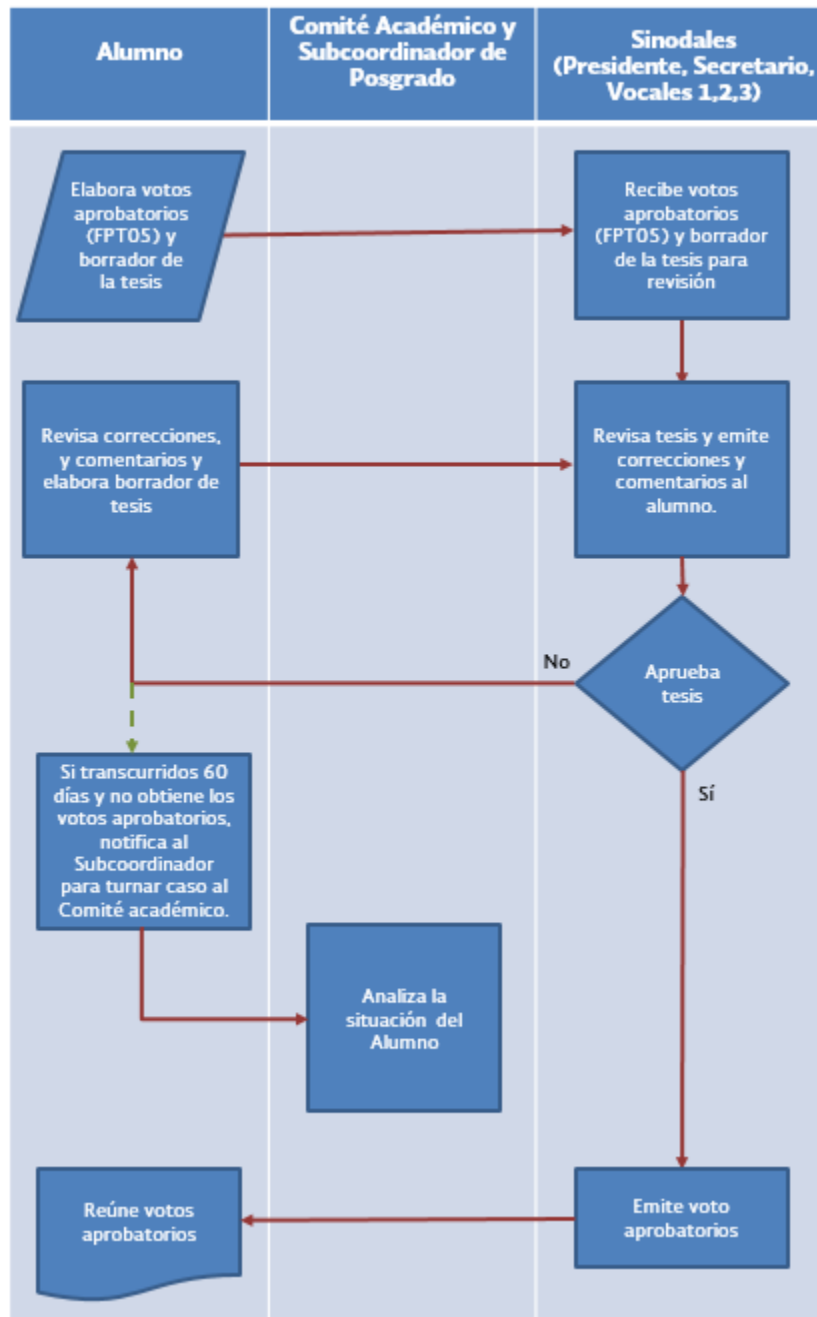 Alumno
Comité Académico y
Subcoordinador de
Posgrado
Sinodales
(Presidente, Secretario,
Vocales 1,2,3)
Elabora votos
aprobatorios
(FPT05) y
borrador de
la tesis
Recibe votos
aprobatorios
(FPT05) y borrador
de la tesis para
revisión
Revisa correcciones,
y comentarios y
elabora borrador de
tesis
Revisa tesis y emite
correcciones y
comentarios al
alumno.
No
Aprueba
tesis
Sí
Si transcurridos 60
días y no obtiene los
votos aprobatorios,
notifica al
Subcoordinador
para turnar caso al
Comité académico.
Analiza la
situación del
Alumno
Reúne votos
aprobatorios
Emite voto
aprobatorios